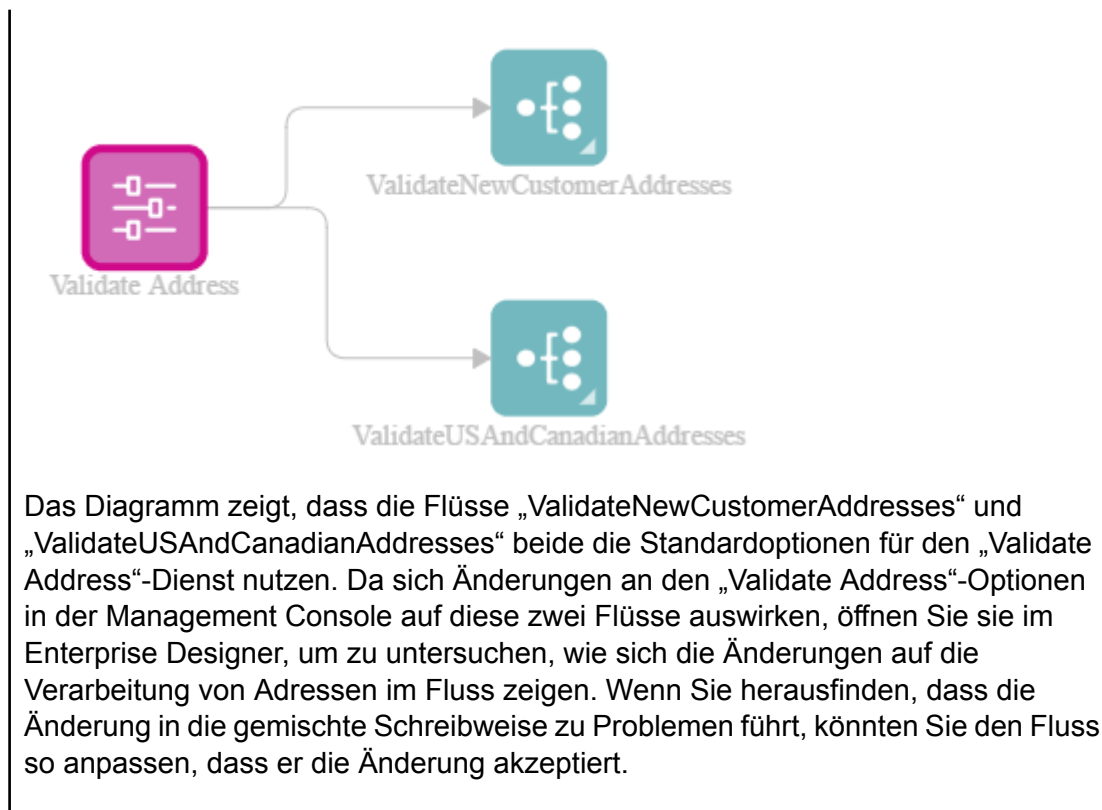 ValidateNewCustomerAddresses
Validate Address
ValidateUSAndCanadianAddresses
Das Diagramm zeigt, dass die Flüsse „ValidateNewCustomerAddresses“ und
„ValidateUSAndCanadianAddresses“ beide die Standardoptionen für den „Validate
Address“-Dienst nutzen. Da sich Änderungen an den „Validate Address“-Optionen
in der Management Console auf diese zwei Flüsse auswirken, öffnen Sie sie im
Enterprise Designer, um zu untersuchen, wie sich die Änderungen auf die
Verarbeitung von Adressen im Fluss zeigen. Wenn Sie herausfinden, dass die
Änderung in die gemischte Schreibweise zu Problemen führt, könnten Sie den Fluss
so anpassen, dass er die Änderung akzeptiert.